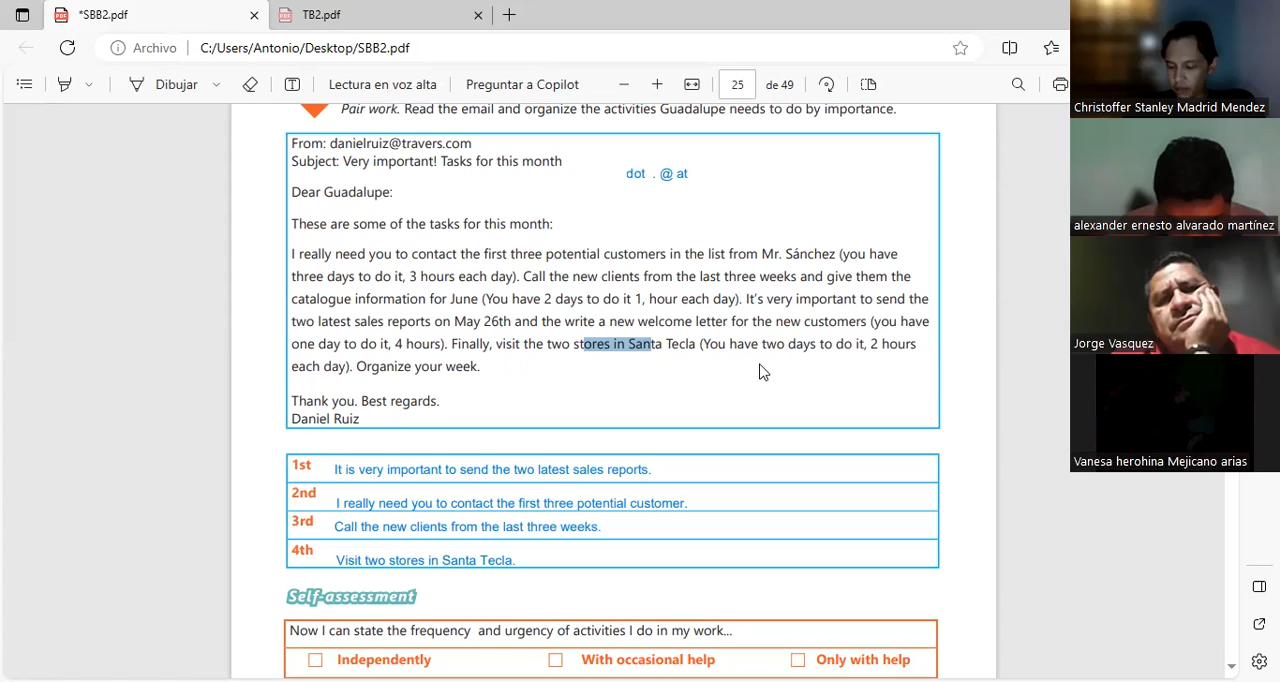 *SBB2.pdf
TB2.pdf
Archivo
C:/Users/Antonio/Desktop/SBB2.pdf
Dibujar
Lectura en voz alta
Preguntar a Copilot
25
de 49
Pair work. Read the email and organize the activities Guadalupe needs to do by importance.
From: danielruiz@travers.com
Subject: Very important! Tasks for this month
dot . @ at
Dear Guadalupe:
These are some of the tasks for this month:
I really need you to contact the first three potential customers in the list from Mr. Sánchez (you have
three days to do it, 3 hours each day). Call the new clients from the last three weeks and give them the
catalogue information for June (You have 2 days to do it 1, hour each day). It's very important to send the
two latest sales reports on May 26th and the write a new welcome letter for the new customers (you have
one day to do it, 4 hours). Finally, visit the two stores in Santa Tecla (You have two days to do it, 2 hours
each day). Organize your week.
Thank you. Best regards.
Daniel Ruiz
1st It is very important to send the two latest sales reports.
2nd I really need you to contact the first three potential customer.
3rd Call the new clients from the last three weeks.
4th Visit two stores in Santa Tecla.
Self-assessment
Now I can state the frequency and urgency of activities I do in my work...
Independently
With occasional help
Only with help
Christoffer Stanley Madrid Mendez
alexander ernesto alvarado martínez
Jorge Vasquez
Vanesa herohina Mejicano arias